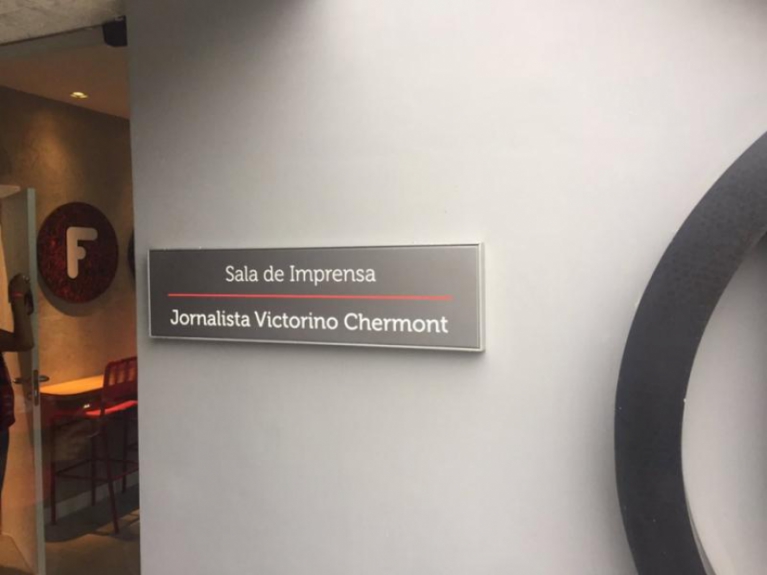 F
Sala de Imprensa
Jornalista Victorino Chermont